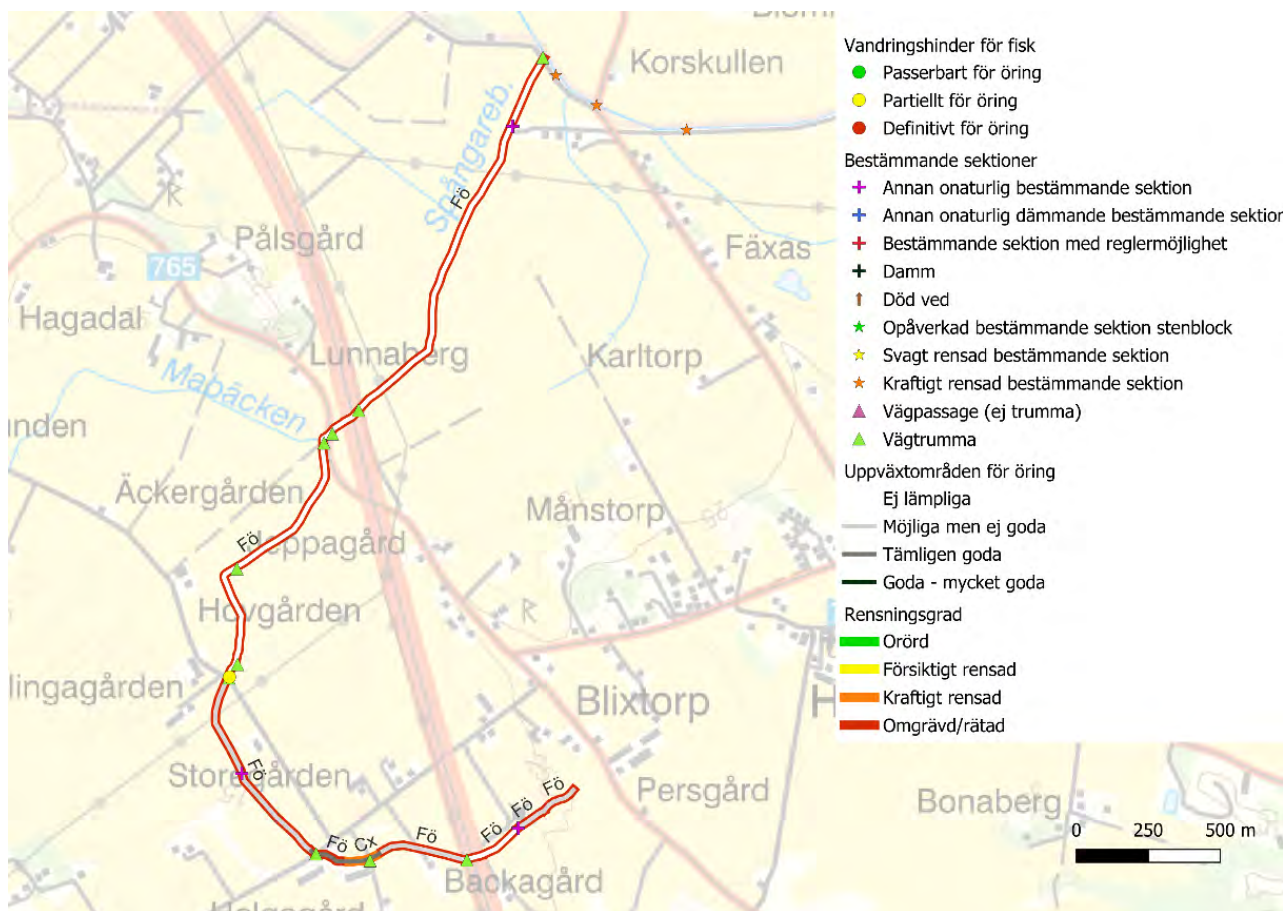 Korskullen
Spångareb.
Fö
Pålsgård
765
Fäxas
Hagadal
Lunnaberg
Karltorp
Mabäcken
unden
Äckergården
Månstorp
Fö
Jeppagård
Hovgården
R
R
lingagården
Blixtorp
H
Storegården
Fö
Persgård
Fö
Fö
Fö
Cx
Fö
Backagård
Bonaberg
Helgagård
Vandringshinder för fisk
Passerbart för öring
Partiellt för öring
Definitivt för öring
Bestämmande sektioner
Annan onaturlig bestämmande sektion
Annan onaturlig dämmande bestämmande sektion
Bestämmande sektion med reglermöjlighet
Damm
Död ved
Opåverkad bestämmande sektion stenblock
Svagt rensad bestämmande sektion
Kraftigt rensad bestämmande sektion
Vägpassage (ej trumma)
Vägtrumma
Uppväxtområden för öring
Ej lämpliga
Möjliga men ej goda
Tämligen goda
Goda - mycket goda
Rensningsgrad
Orörd
Försiktigt rensad
Kraftigt rensad
Omgrävd/rätad
0 250 500 m